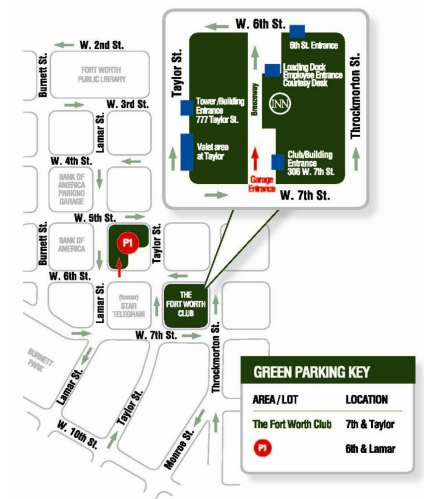 W. 6th St.
6th St. Entrance
Taylor St.
Loading Dock
Employee Entrance
Courtesy Desk
Breezeway
INN
Throckmorton St.
Tower/Building
Entrance
777 Taylor St.
Valet area
at Taylor
Club/Building
Entrance
306 W. 7th St.
Garage
Entrance
W. 7th St.
W. 2nd St.
Burnett St.
FORT WORTH
PUBLIC LIBRARY
W. 3rd St.
Lamar St.
W. 4th St.
BANK OF
AMERICA
PARKING
GARAGE
W. 5th St.
Burnett St.
BANK OF
AMERICA
P1
Taylor St.
W. 6th St.
Lamar St.
(former)
STAR
TELEGRAM
THE
FORT WORTH
CLUB
W. 7th St.
Throckmorton St.
BURNETT
PARK
Lamar St.
Taylor St.
W. 10th St.
Monroe St.
GREEN PARKING KEY
AREA / LOT LOCATION
The Fort Worth Club 7th & Taylor
P1 6th & Lamar